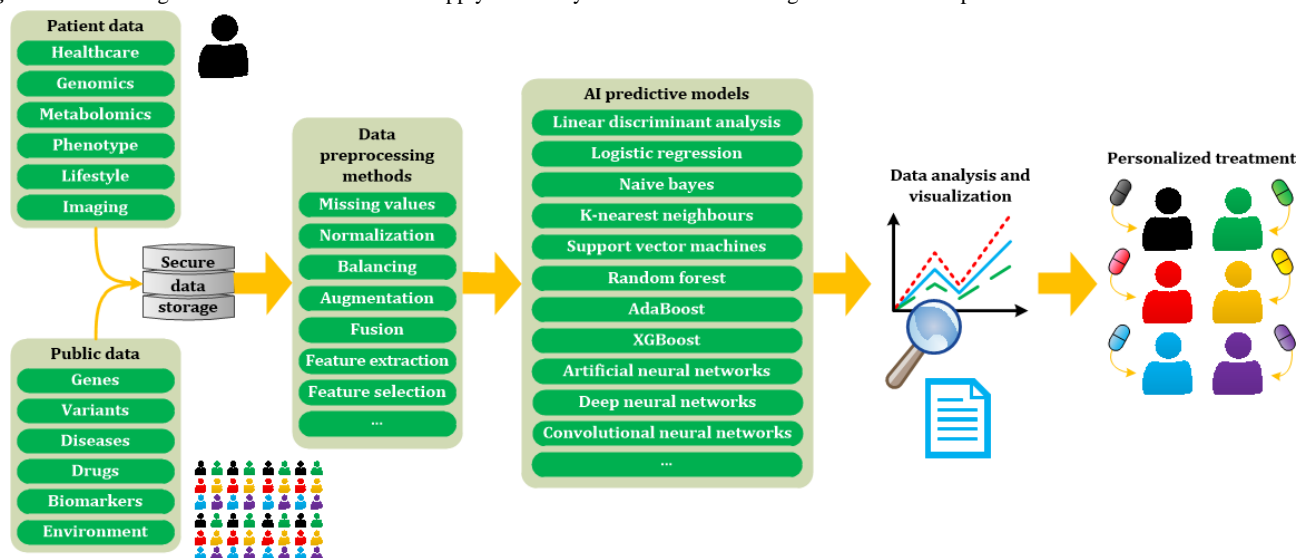 Patient data
Healthcare
Genomics
Metabolomics
Phenotype
Lifestyle
Imaging
Secure
data
storage
Public data
Genes
Variants
Diseases
Drugs
Biomarkers
Environment
Data
preprocessing
methods
Missing values
Normalization
Balancing
Augmentation
Fusion
Feature extraction
Feature selection
...
AI predictive models
Linear discriminant analysis
Logistic regression
Naive bayes
K-nearest neighbours
Support vector machines
Random forest
AdaBoost
XGBoost
Artificial neural networks
Deep neural networks
Convolutional neural networks
...
Data analysis and
visualization
Personalized treatment